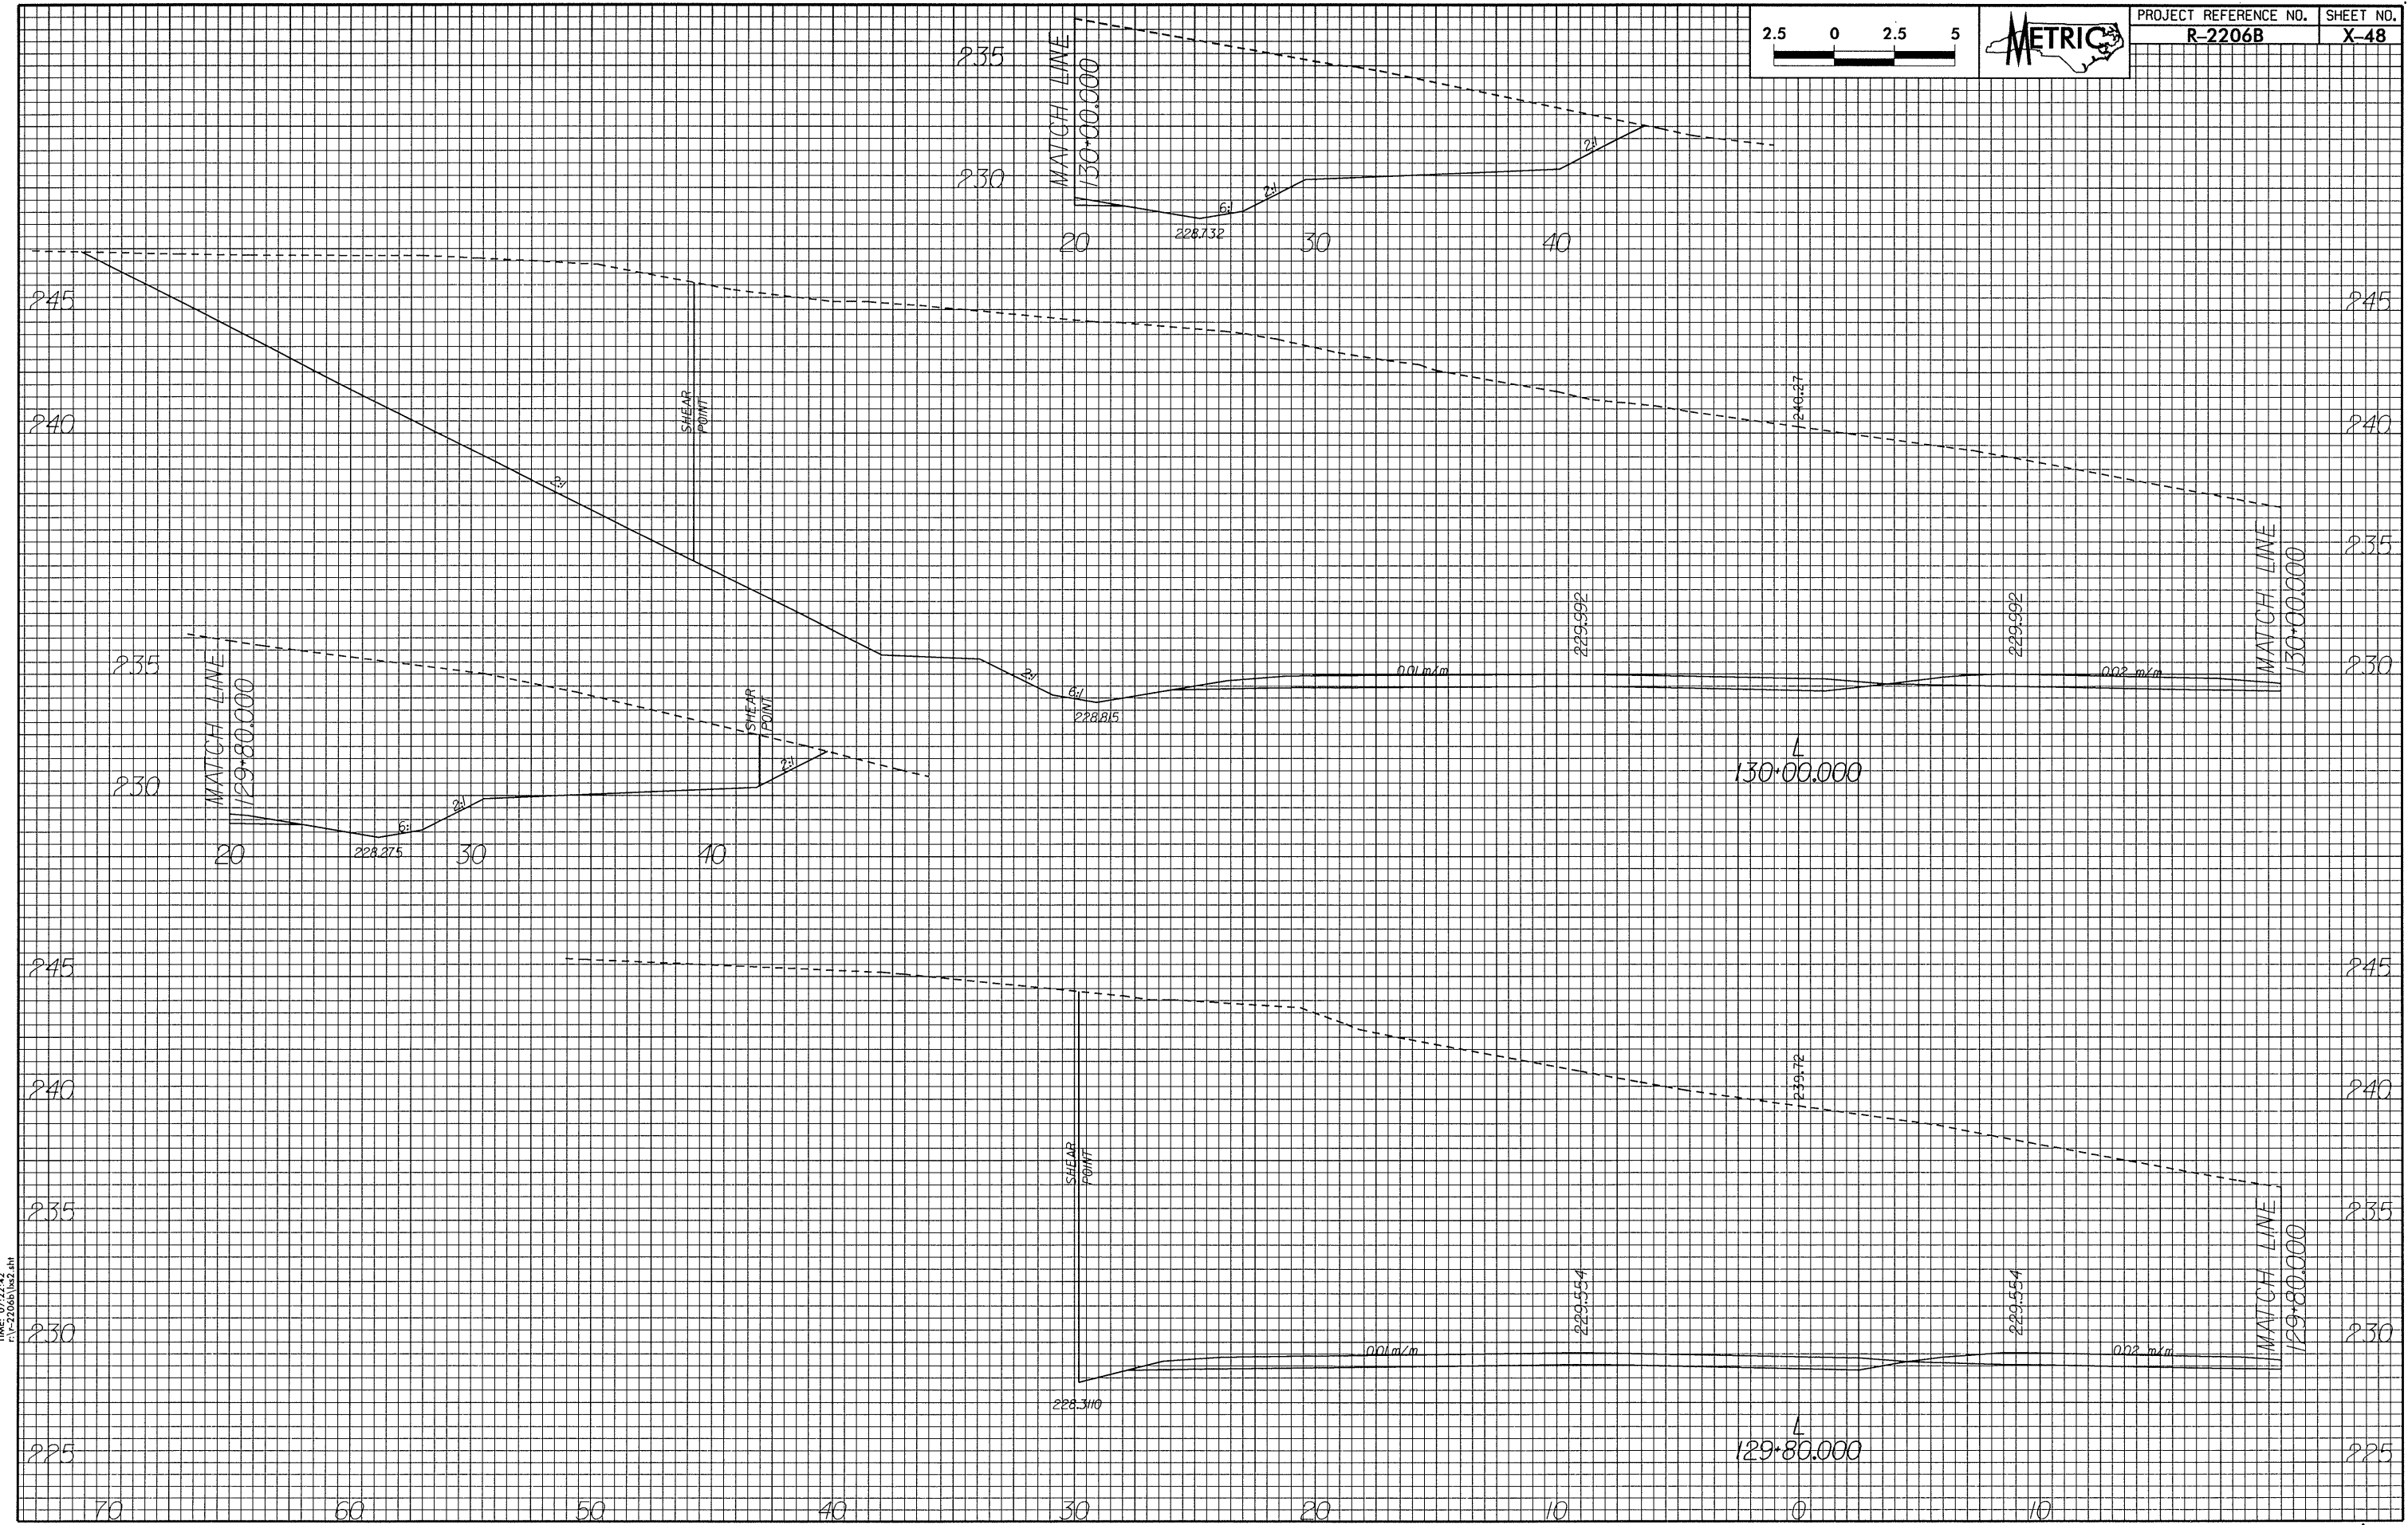 PROJECT REFERENCE NO. SHEET NO.
R-2206B X-48
2.5 0 2.5 5
METRIC
235
MATCH LINE
130+00.000
230
6:1
2:1
2:1
228.732
20 30 40
245 245
240 240
SHEAR
POINT
240.27
2:1
235
MATCH LINE
130+00.000
229.992 229.992
230
2:1
6:1
228.815
0.01 m/m
0.02 m/m
L
130+00.000
235
MATCH LINE
129+80.000
230
SHEAR
POINT
2:1
2:1
6:1
228.275
20 30 40
245 245
240 240
239.72
SHEAR
POINT
235 235
MATCH LINE
129+80.000
229.554 229.554
230 230
0.01 m/m
0.02 m/m
228.3110
L
129+80.000
225 225
70 60 50 40 30 20 10 0 10